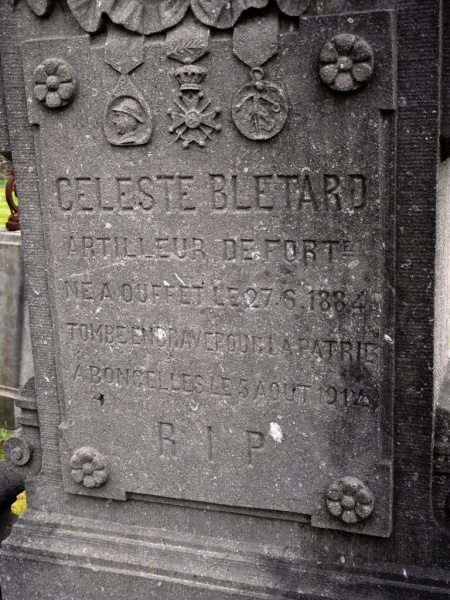 CELESTE BLETARD
ARTILLEUR DE FORTᴱ
NE A OUFFET LE 27.6.1884
TOMBE EN BRAVE POUR LA PATRIE
A BONCELLES LE 5 AOUT 1914
R I P